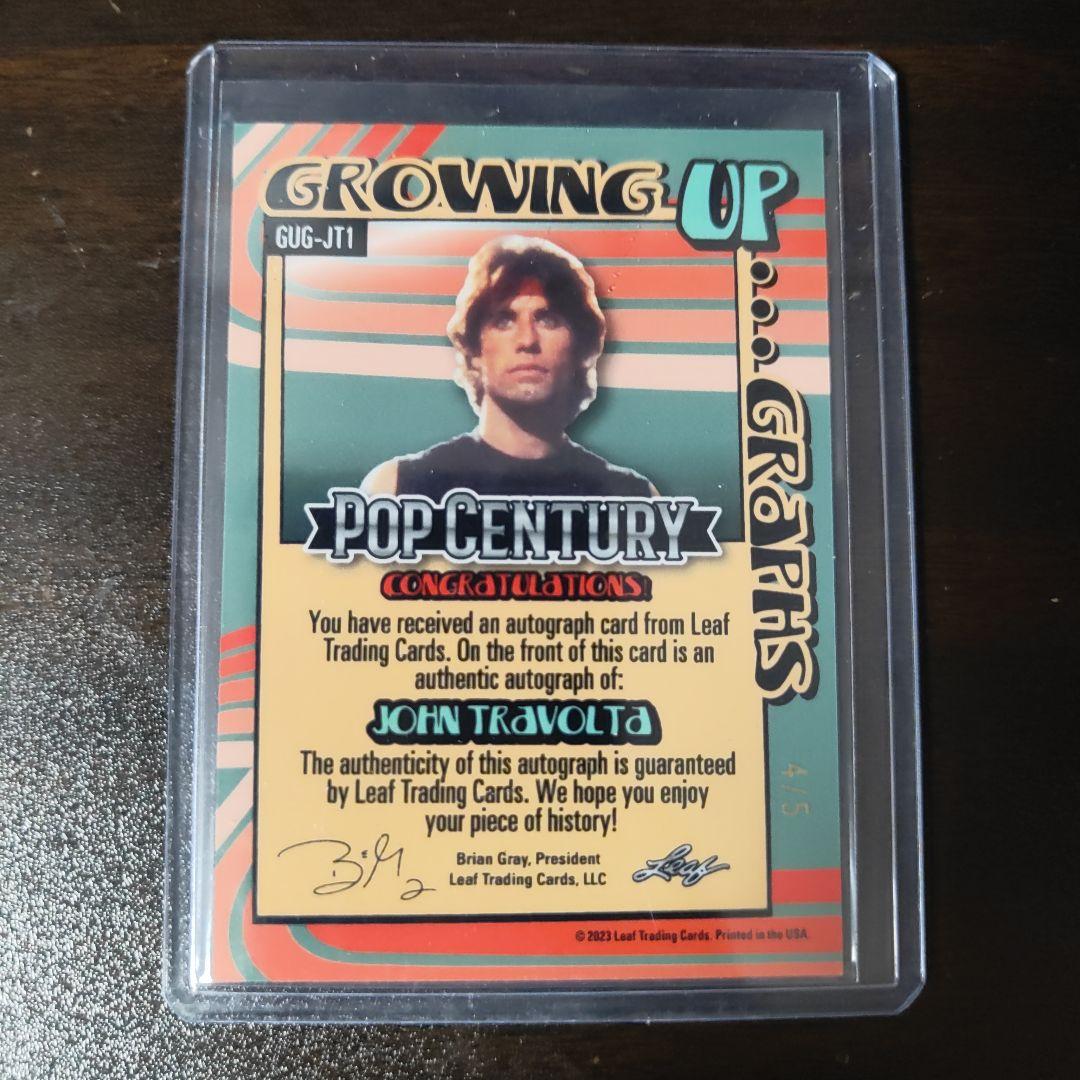 GROWING UP...GRAPHS
GUG-JT1
POP CENTURY
CONGRATULATIONS!
You have received an autograph card from Leaf
Trading Cards. On the front of this card is an
authentic autograph of:
JOHN TRAVOLTA
The authenticity of this autograph is guaranteed
by Leaf Trading Cards. We hope you enjoy
your piece of history!
Brian Gray, President
Leaf Trading Cards, LLC
Leaf
4/5
© 2023 Leaf Trading Cards. Printed in the USA.